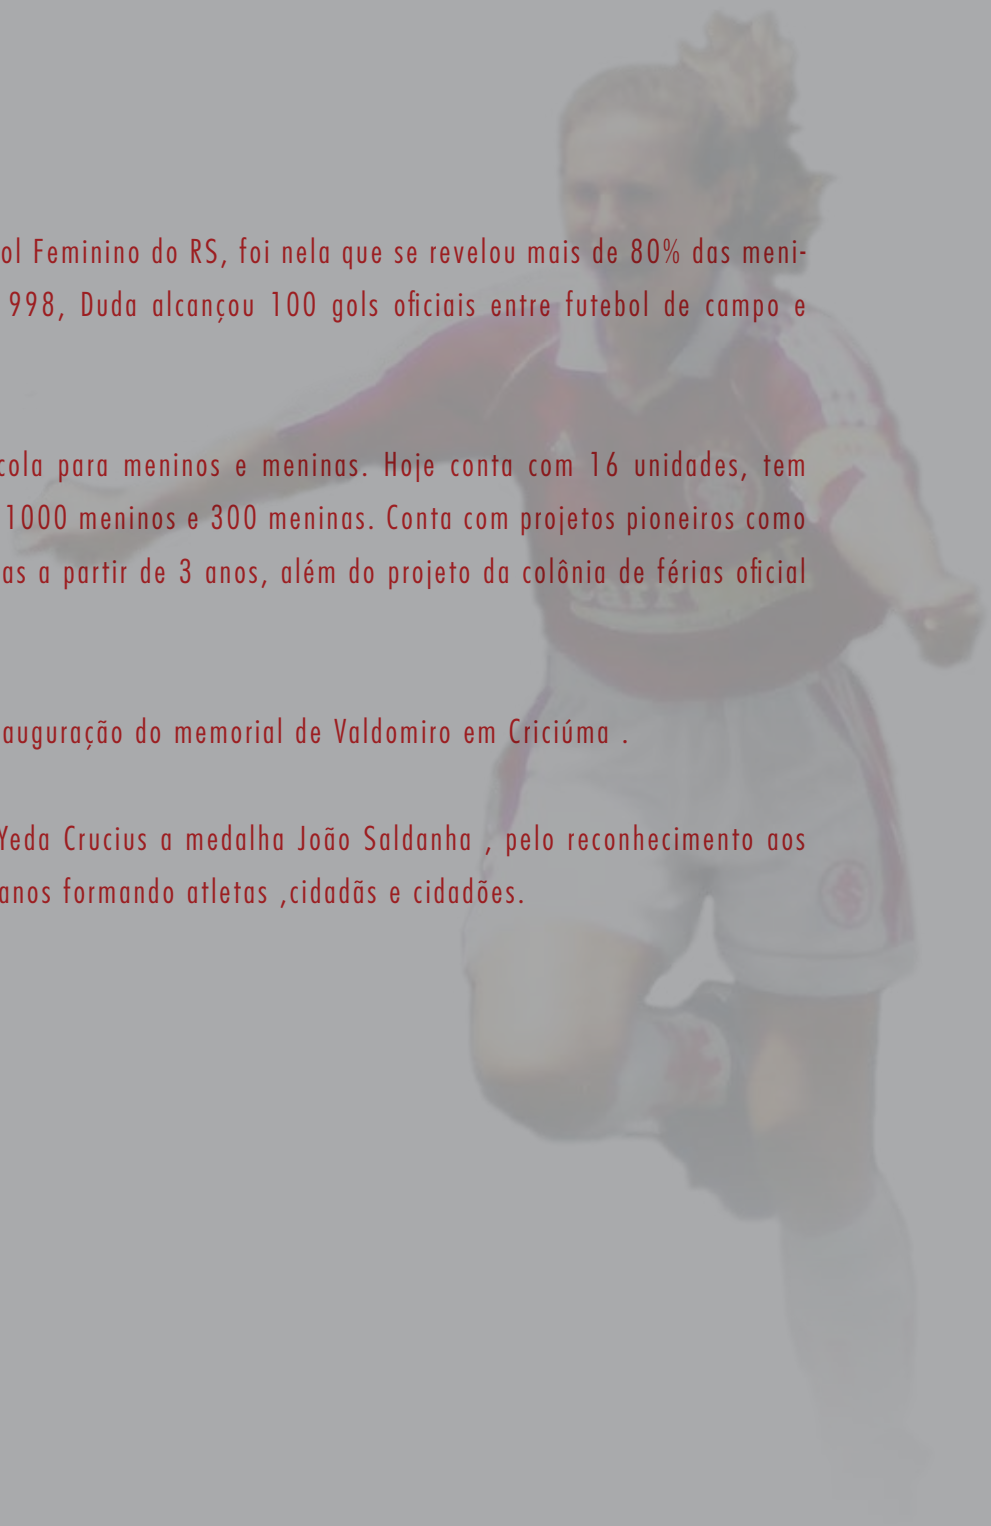 ol Feminino do RS, foi nela que se revelou mais de 80% das meni-
998, Duda alcançou 100 gols oficiais entre futebol de campo e
cola para meninos e meninas. Hoje conta com 16 unidades, tem
1000 meninos e 300 meninas. Conta com projetos pioneiros como
as a partir de 3 anos, além do projeto da colônia de férias oficial
auguração do memorial de Valdomiro em Criciúma .
Yeda Crucius a medalha João Saldanha , pelo reconhecimento aos
anos formando atletas ,cidadãs e cidadões.